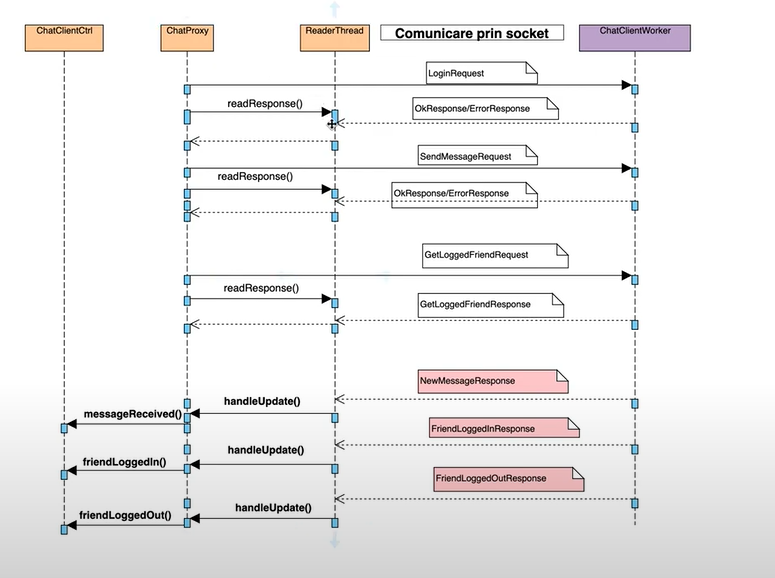 ChatClientCtrl
ChatProxy
ReaderThread
Comunicare prin socket
ChatClientWorker
LoginRequest
readResponse()
OkResponse/ErrorResponse
SendMessageRequest
readResponse()
OkResponse/ErrorResponse
GetLoggedFriendRequest
readResponse()
GetLoggedFriendResponse
NewMessageResponse
handleUpdate()
messageReceived()
FriendLoggedInResponse
handleUpdate()
friendLoggedIn()
FriendLoggedOutResponse
handleUpdate()
friendLoggedOut()